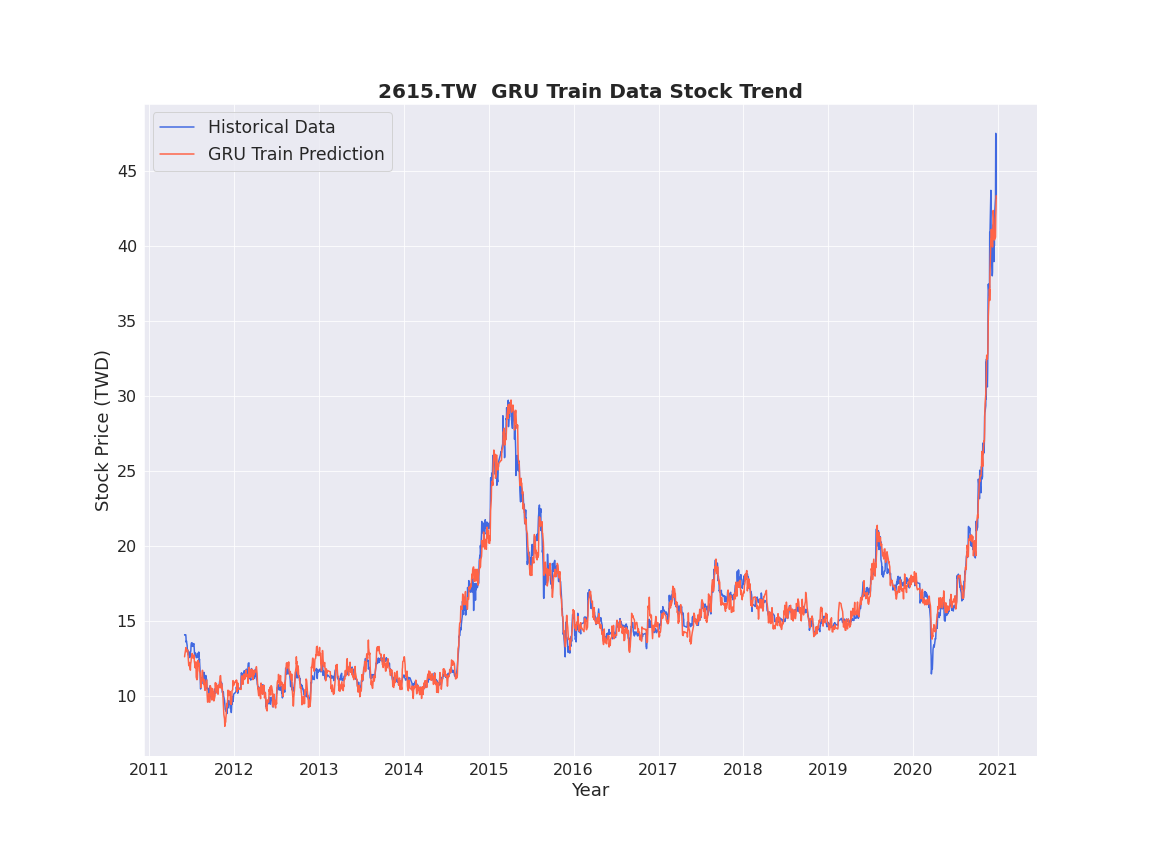 2615.TW  GRU Train Data Stock Trend
Historical Data
GRU Train Prediction
Stock Price (TWD)
45
40
35
30
25
20
15
10
2011 2012 2013 2014 2015 2016 2017 2018 2019 2020 2021
Year